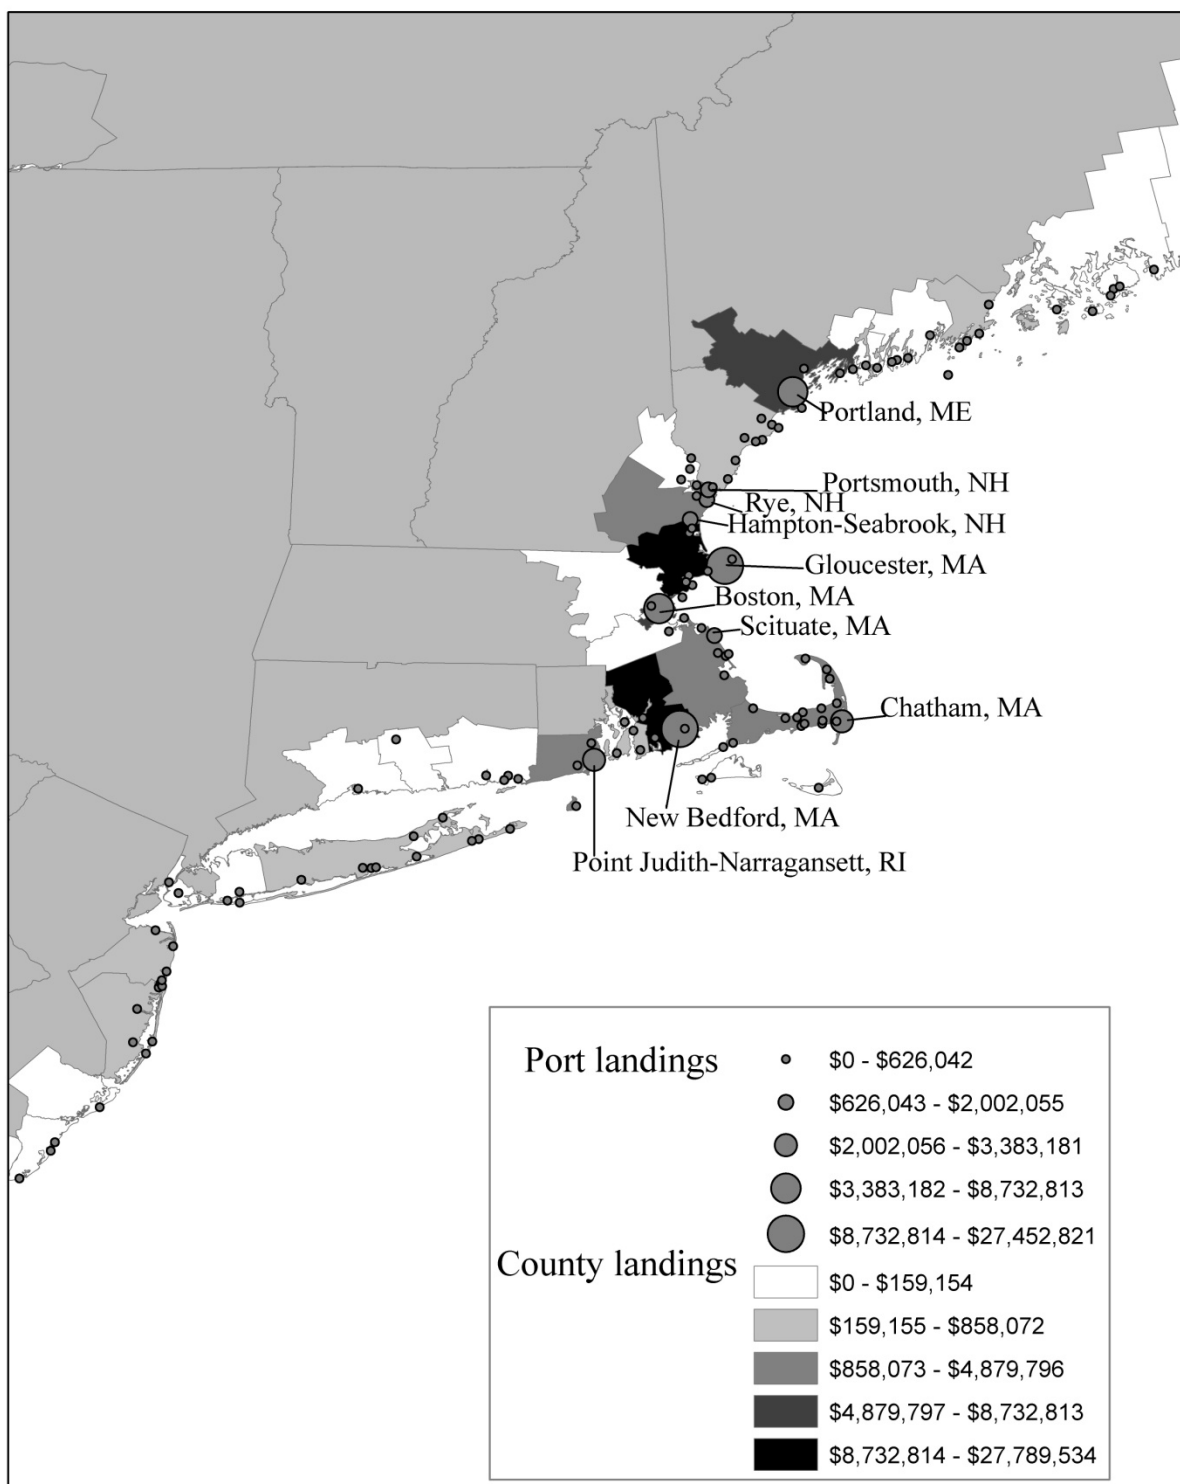 Portland, ME
Portsmouth, NH
Rye, NH
Hampton-Seabrook, NH
Gloucester, MA
Boston, MA
Scituate, MA
Chatham, MA
New Bedford, MA
Point Judith-Narragansett, RI
Port landings
$0 - $626,042
$626,043 - $2,002,055
$2,002,056 - $3,383,181
$3,383,182 - $8,732,813
$8,732,814 - $27,452,821
County landings
$0 - $159,154
$159,155 - $858,072
$858,073 - $4,879,796
$4,879,797 - $8,732,813
$8,732,814 - $27,789,534